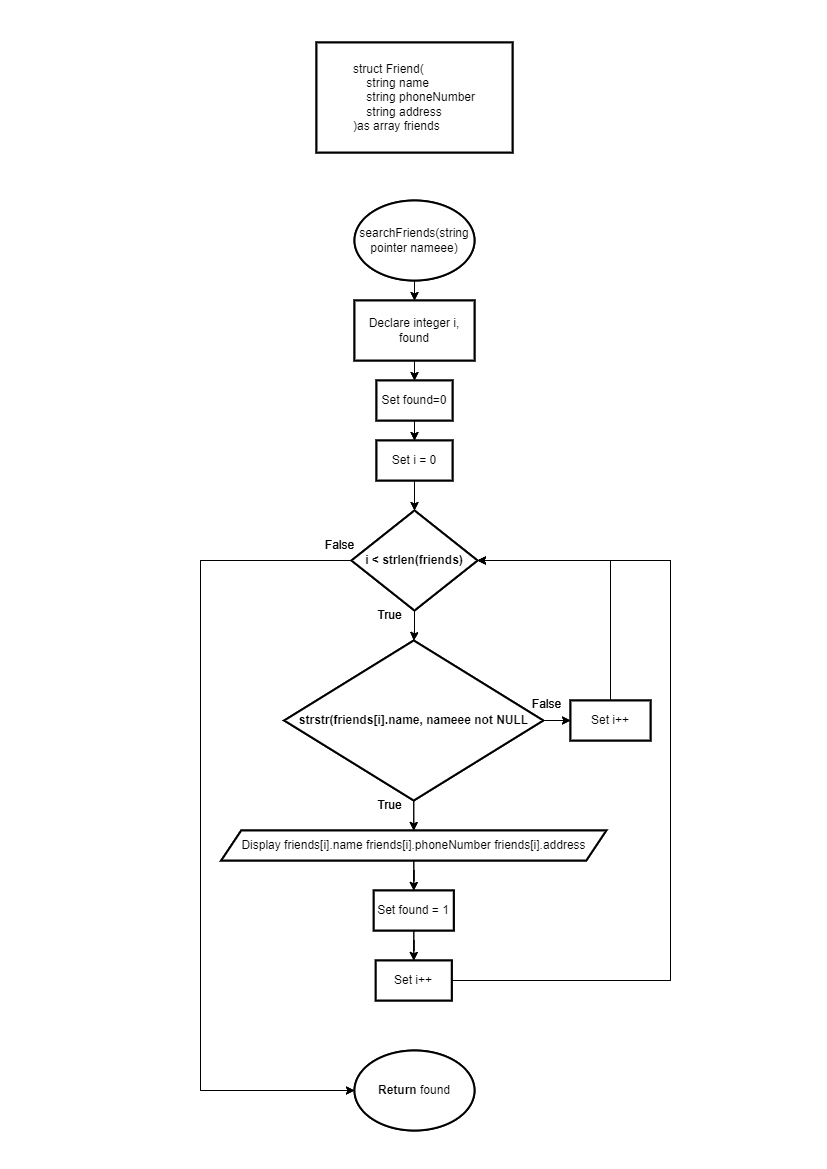 struct Friend(
string name
string phoneNumber
string address
)as array friends
searchFriends(string
pointer nameee)
Declare integer i,
found
Set found=0
Set i = 0
False
i < strlen(friends)
True
False
strstr(friends[i].name, nameee not NULL
Set i++
True
Display friends[i].name friends[i].phoneNumber friends[i].address
Set found = 1
Set i++
Return found